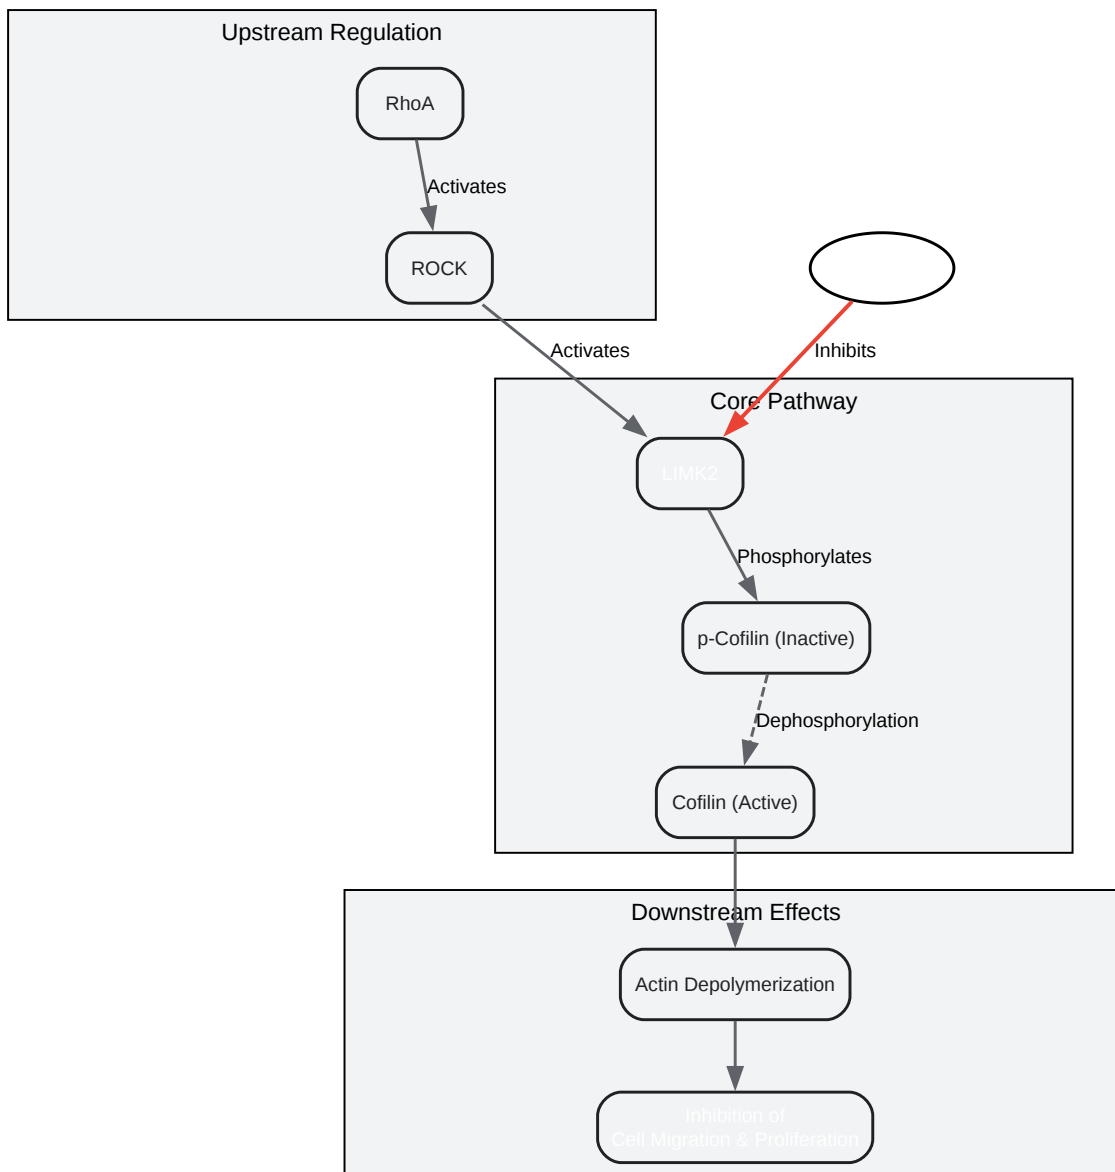 Upstream Regulation
RhoA
Activates
ROCK
Activates
Inhibits
Core Pathway
LIMK2
Phosphorylates
p-Cofilin (Inactive)
Dephosphorylation
Cofilin (Active)
Downstream Effects
Actin Depolymerization
Inhibition of
Cell Migration & Proliferation